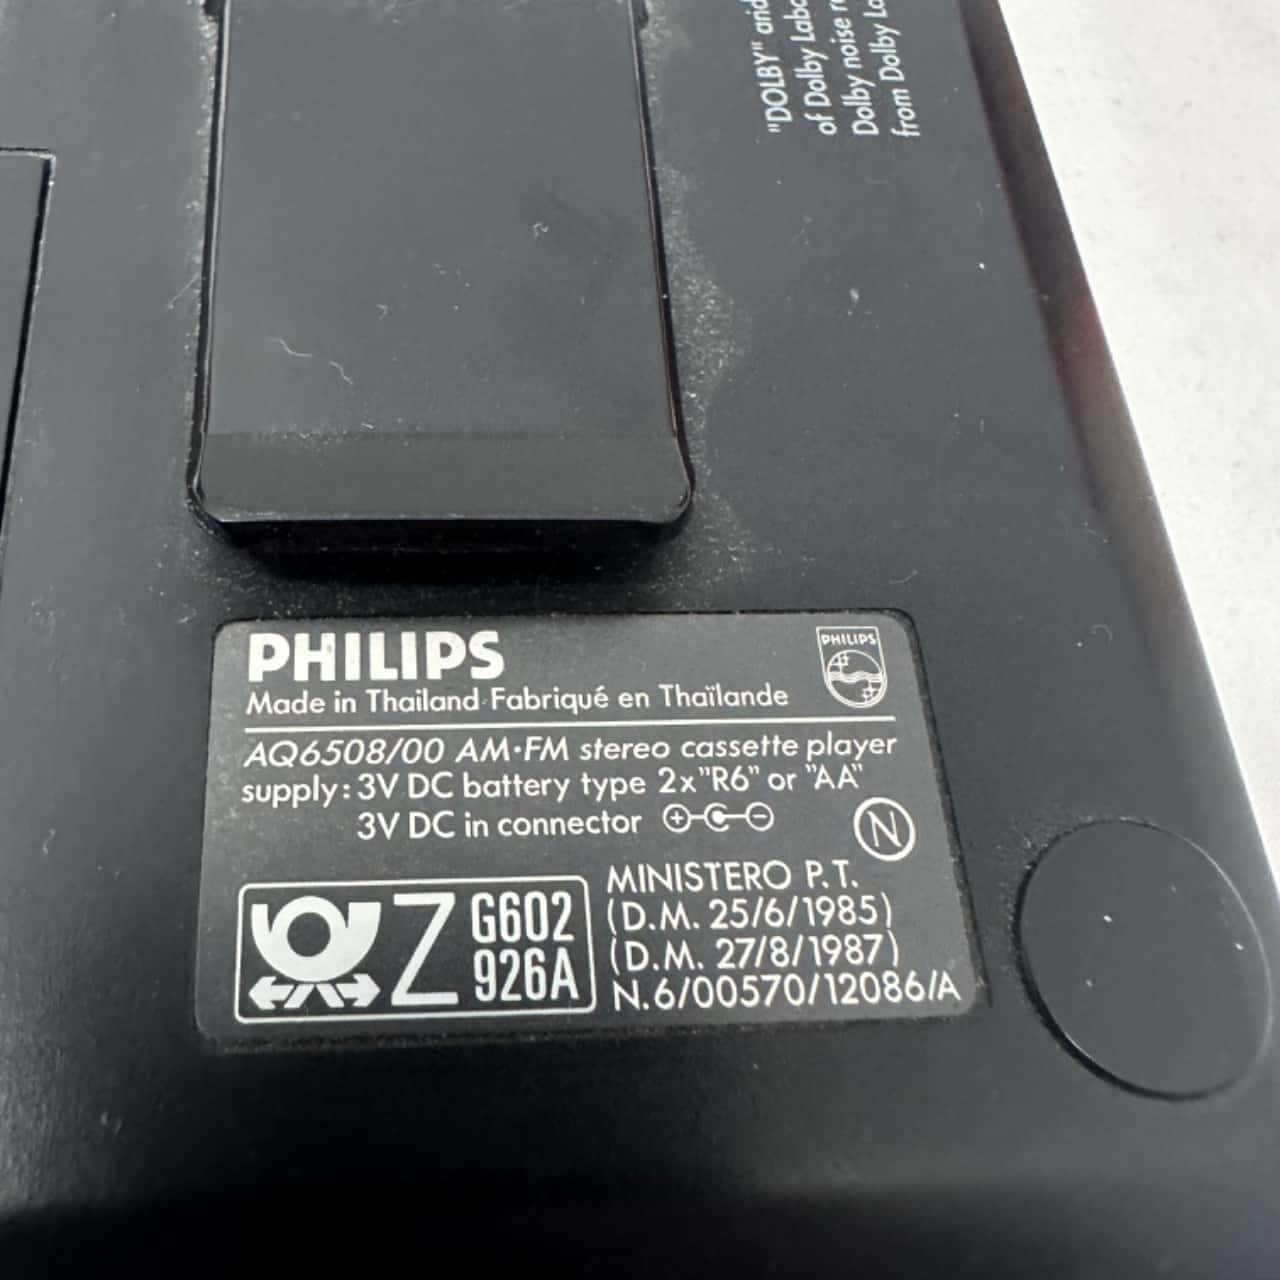 "DOLBY" and
of Dolby Labo
Dolby noise r
from Dolby La
PHILIPS
PHILIPS
Made in Thailand·Fabriqué en Thaïlande
AQ6508/00 AM·FM stereo cassette player
supply: 3V DC battery type 2x"R6" or "AA"
3V DC in connector
N
Z G602
926A
MINISTERO P.T.
(D.M. 25/6/1985)
(D.M. 27/8/1987)
N.6/00570/12086/A